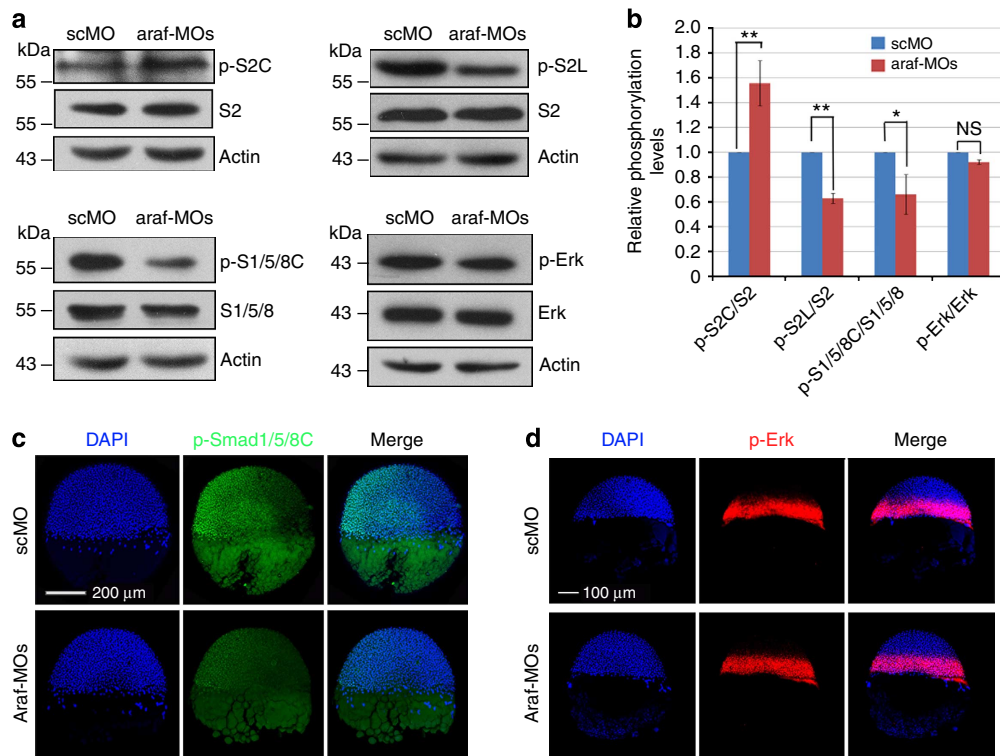 a
scMO araf-MOs
kDa
55 p-S2C
55 S2
43 Actin
scMO araf-MOs
kDa
55 p-S2L
55 S2
43 Actin
scMO araf-MOs
kDa
55 p-S1/5/8C
55 S1/5/8
43 Actin
scMO araf-MOs
kDa
43 p-Erk
43 Erk
43 Actin
b
Relative phosphorylation
levels
2.0
1.8
1.6
1.4
1.2
1.0
0.8
0.6
0.4
0.2
0
scMO
araf-MOs
**
**
*
NS
p-S2C/S2
p-S2L/S2
p-S1/5/8C/S1/5/8
p-Erk/Erk
c
DAPI p-Smad1/5/8C Merge
scMO
200 μm
Araf-MOs
d
DAPI p-Erk Merge
scMO
100 μm
Araf-MOs